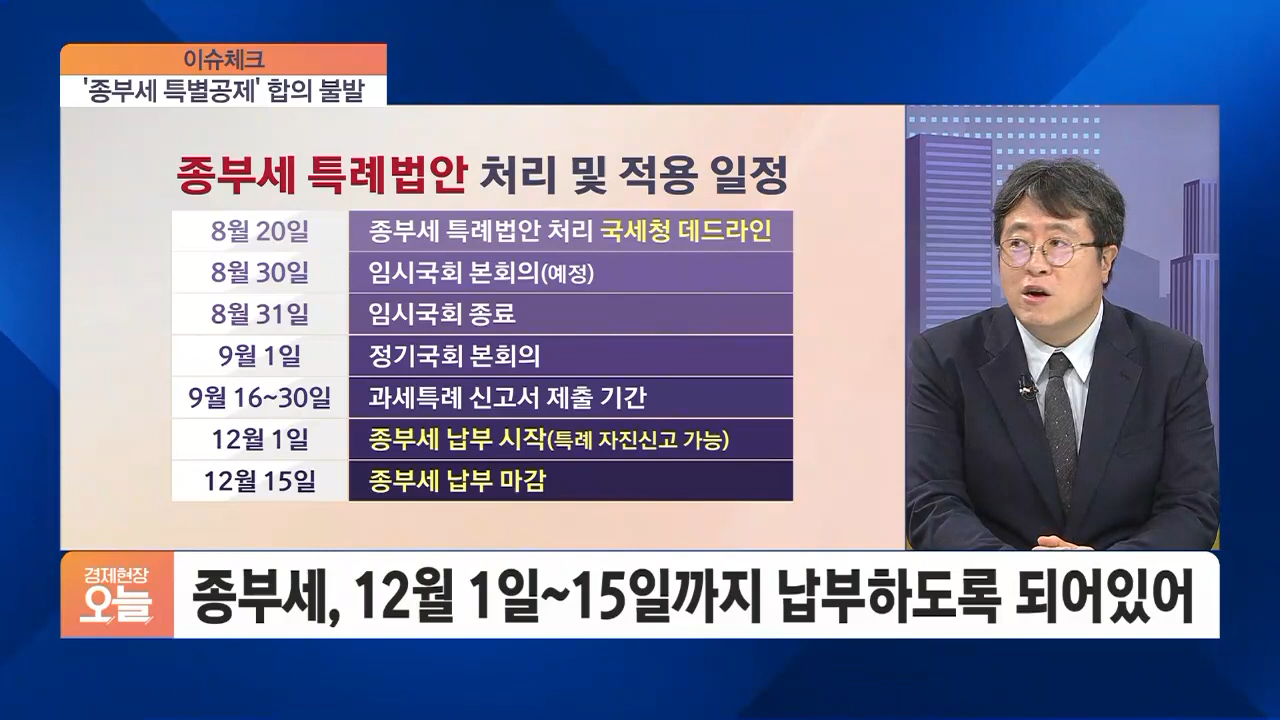 이슈체크
'종부세 특별공제' 합의 불발
종부세 특례법안 처리 및 적용 일정
8월 20일 종부세 특례법안 처리 국세청 데드라인
8월 30일 임시국회 본회의(예정)
8월 31일 임시국회 종료
9월 1일 정기국회 본회의
9월 16~30일 과세특례 신고서 제출 기간
12월 1일 종부세 납부 시작(특례 자진신고 가능)
12월 15일 종부세 납부 마감
경제현장
오늘
종부세, 12월 1일~15일까지 납부하도록 되어있어